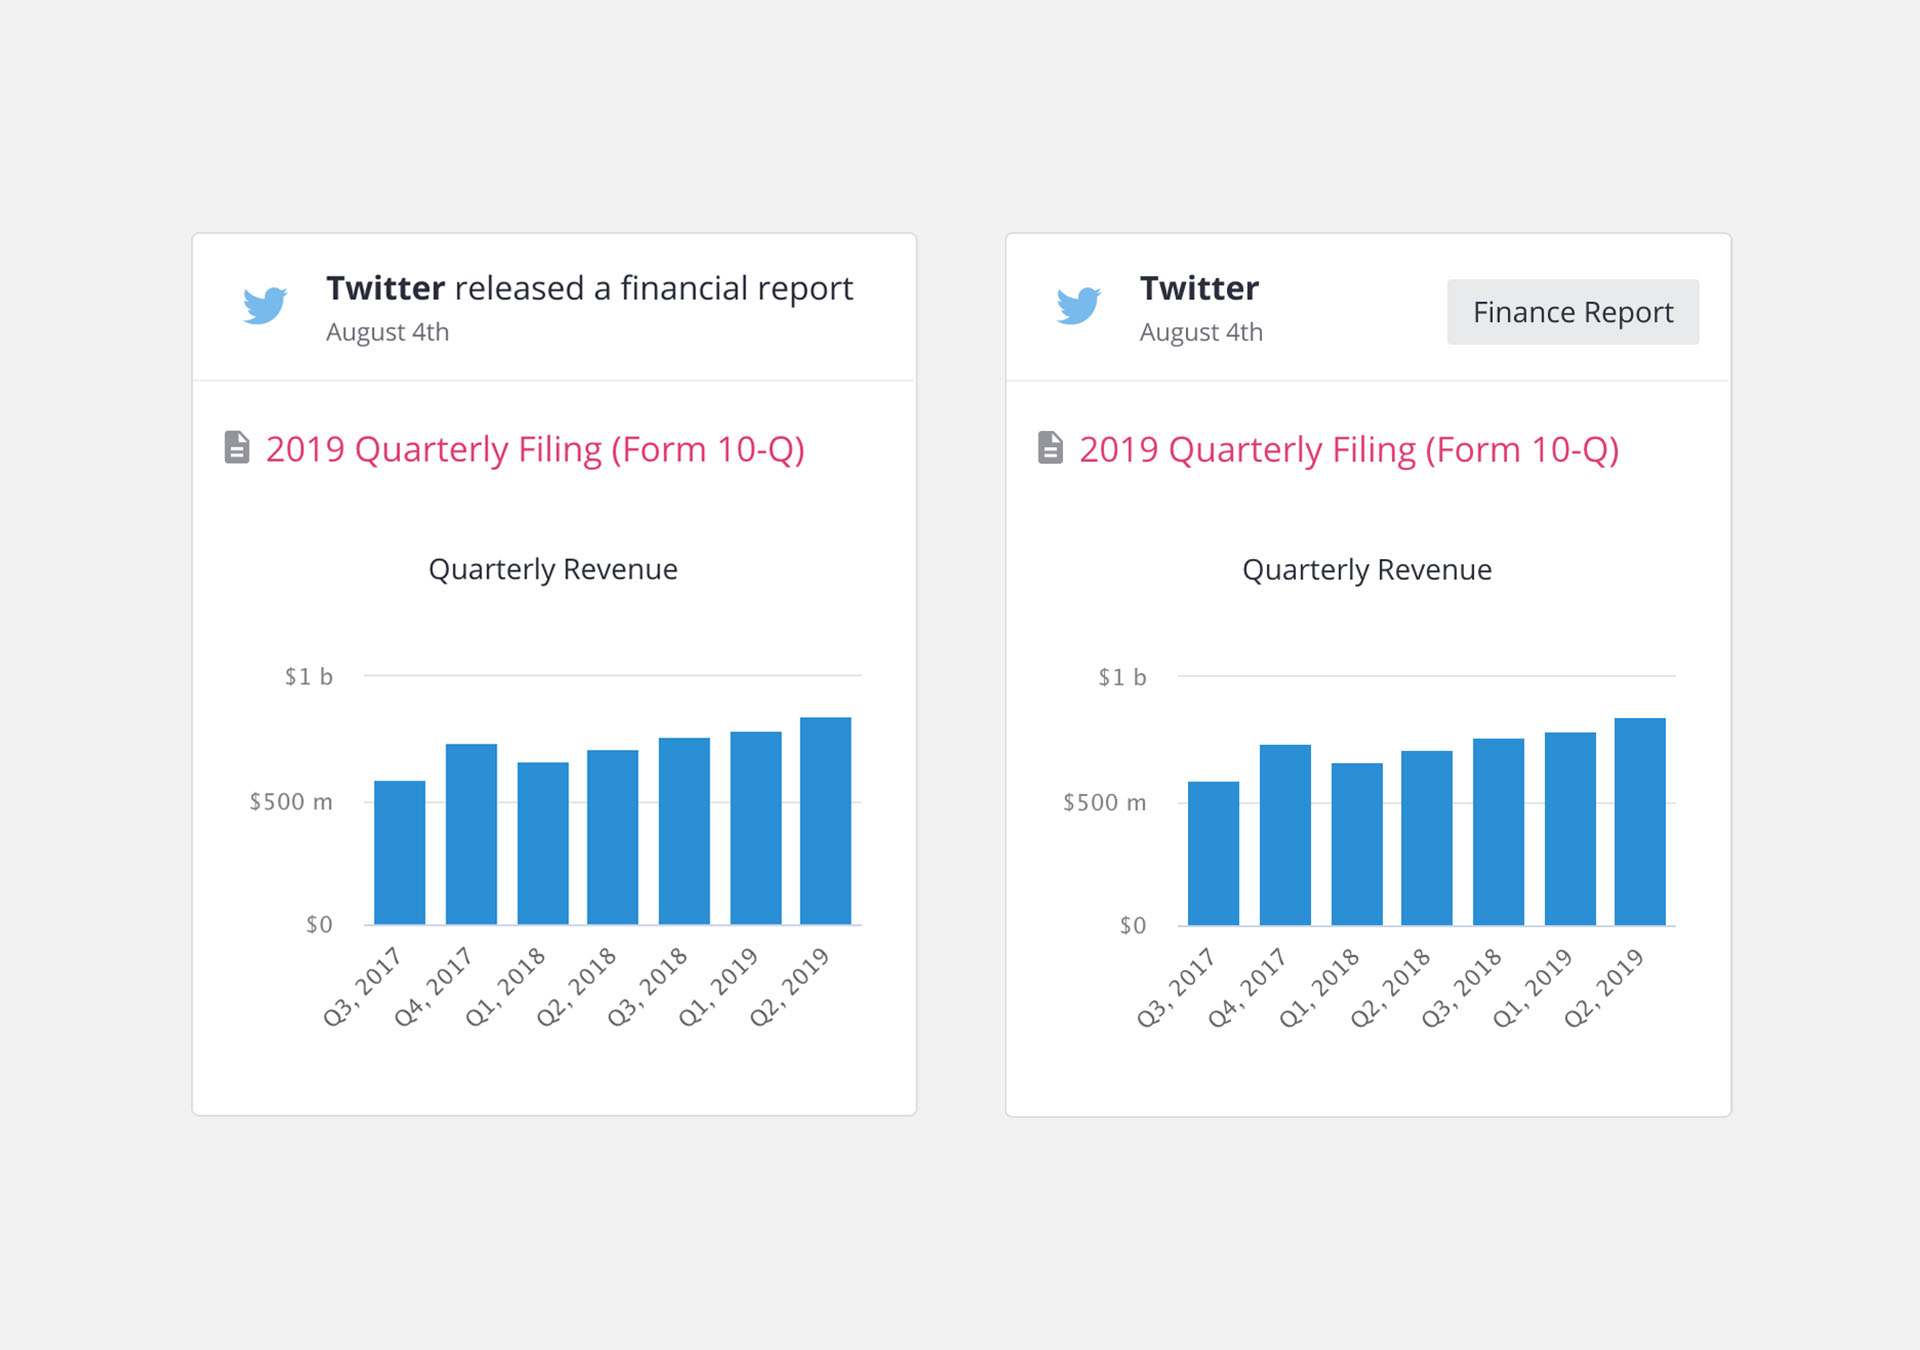 Twitter released a financial report
August 4th
2019 Quarterly Filing (Form 10-Q)
Quarterly Revenue
$1 b
$500 m
$0
Q3, 2017
Q4, 2017
Q1, 2018
Q2, 2018
Q3, 2018
Q1, 2019
Q2, 2019
Twitter
August 4th
Finance Report
2019 Quarterly Filing (Form 10-Q)
Quarterly Revenue
$1 b
$500 m
$0
Q3, 2017
Q4, 2017
Q1, 2018
Q2, 2018
Q3, 2018
Q1, 2019
Q2, 2019